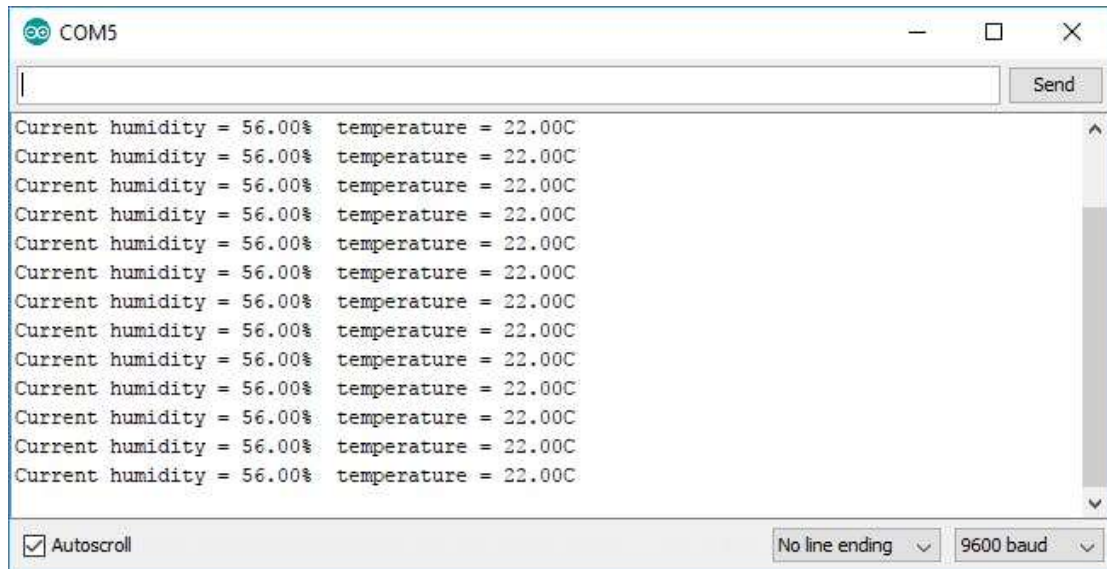 COM5
Send
Current humidity = 56.00%  temperature = 22.00C
Current humidity = 56.00%  temperature = 22.00C
Current humidity = 56.00%  temperature = 22.00C
Current humidity = 56.00%  temperature = 22.00C
Current humidity = 56.00%  temperature = 22.00C
Current humidity = 56.00%  temperature = 22.00C
Current humidity = 56.00%  temperature = 22.00C
Current humidity = 56.00%  temperature = 22.00C
Current humidity = 56.00%  temperature = 22.00C
Current humidity = 56.00%  temperature = 22.00C
Current humidity = 56.00%  temperature = 22.00C
Current humidity = 56.00%  temperature = 22.00C
Current humidity = 56.00%  temperature = 22.00C
Autoscroll No line ending 9600 baud